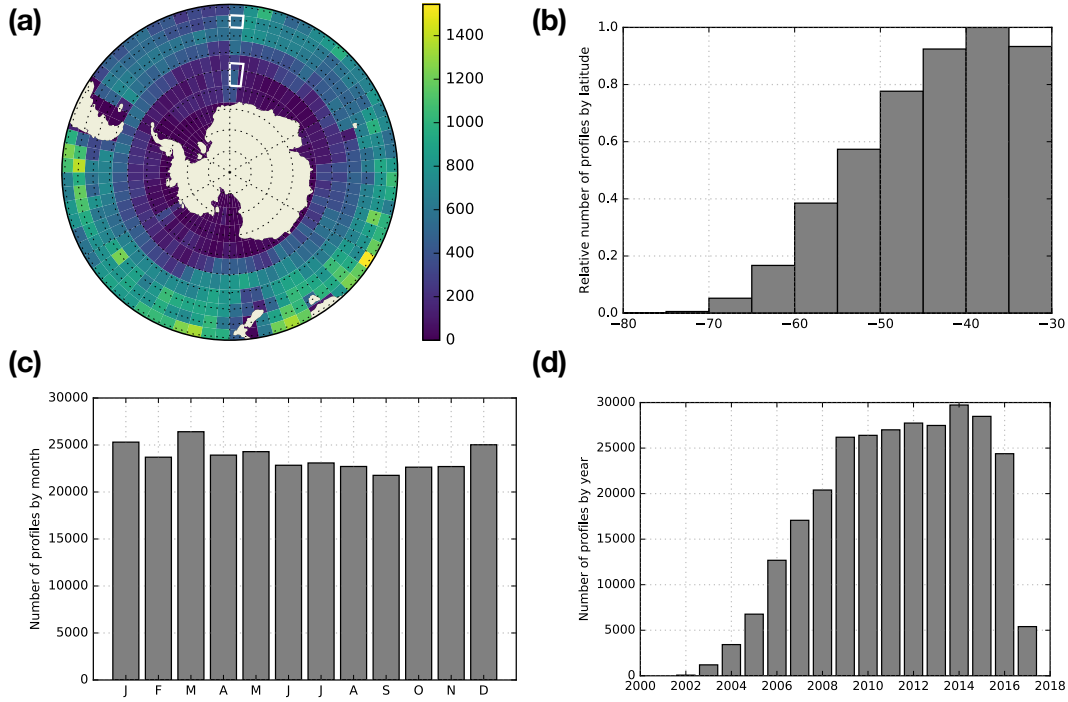 (a)
1400
1200
1000
800
600
400
200
0
(b)
Relative number of profiles by latitude
1.0
0.8
0.6
0.4
0.2
0.0
−80 −70 −60 −50 −40 −30
(c)
Number of profiles by month
30000
25000
20000
15000
10000
5000
0
J F M A M J J A S O N D
(d)
Number of profiles by year
30000
25000
20000
15000
10000
5000
0
2000 2002 2004 2006 2008 2010 2012 2014 2016 2018